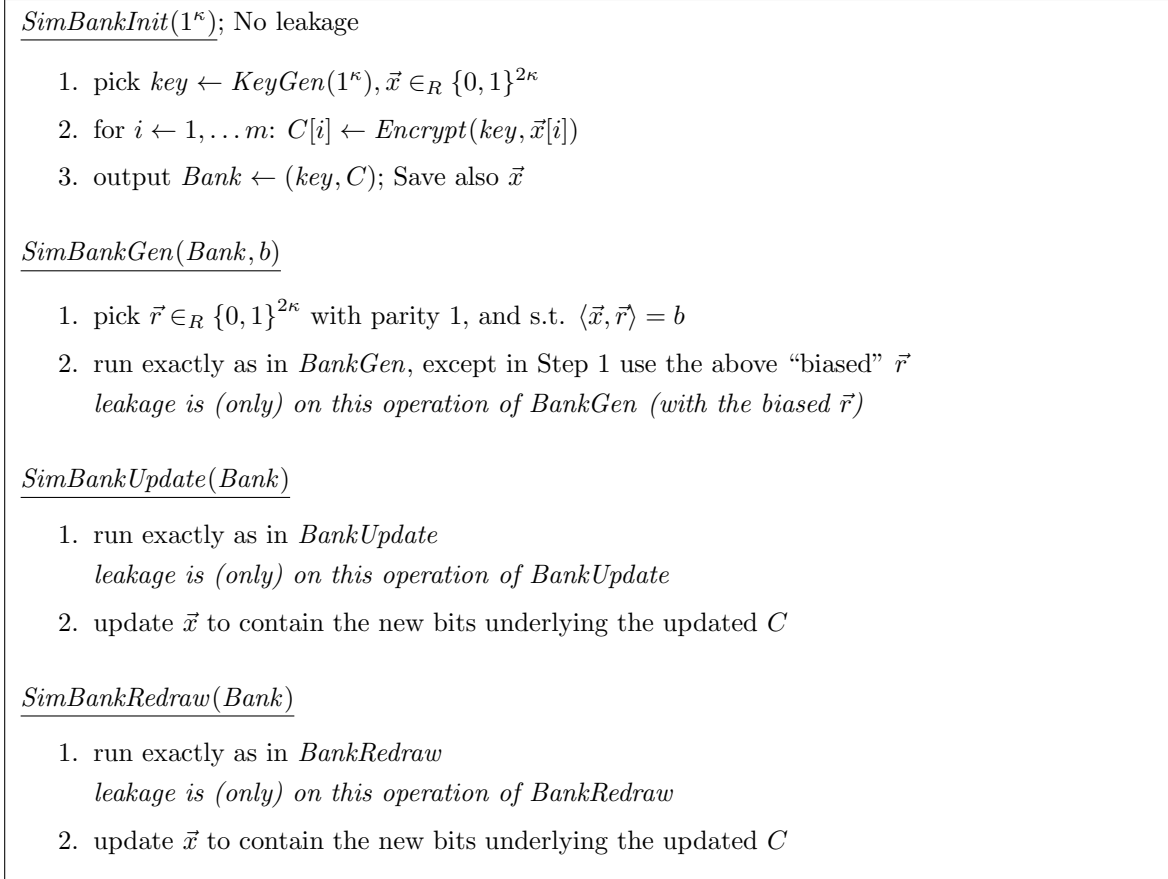 SimBankInit(1^κ); No leakage
1. pick key ← KeyGen(1^κ), x⃗ ∈_R {0, 1}^{2κ}
2. for i ← 1, … m: C[i] ← Encrypt(key, x⃗[i])
3. output Bank ← (key, C); Save also x⃗
SimBankGen(Bank, b)
1. pick r⃗ ∈_R {0, 1}^{2κ} with parity 1, and s.t. ⟨x⃗, r⃗⟩ = b
2. run exactly as in BankGen, except in Step 1 use the above “biased” r⃗
leakage is (only) on this operation of BankGen (with the biased r⃗)
SimBankUpdate(Bank)
1. run exactly as in BankUpdate
leakage is (only) on this operation of BankUpdate
2. update x⃗ to contain the new bits underlying the updated C
SimBankRedraw(Bank)
1. run exactly as in BankRedraw
leakage is (only) on this operation of BankRedraw
2. update x⃗ to contain the new bits underlying the updated C